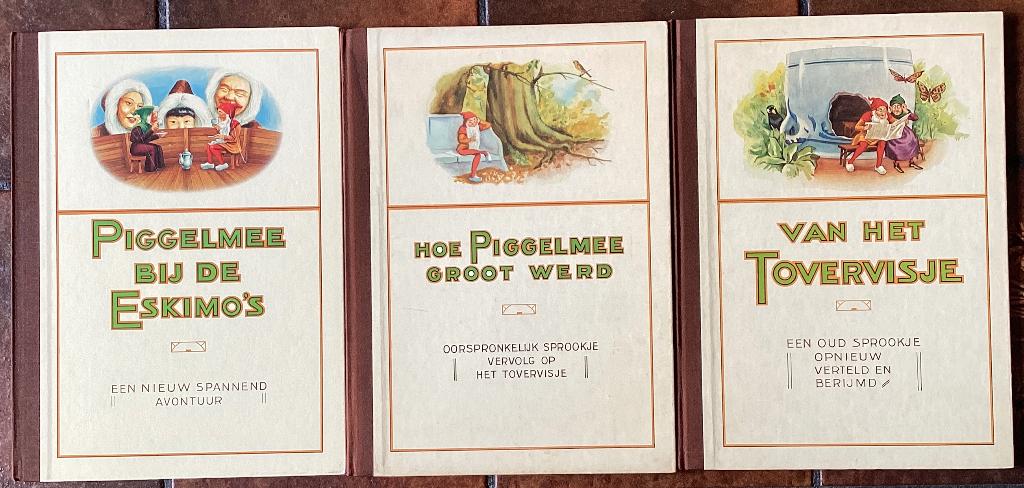 PIGGELMEE
BIJ DE
ESKIMO'S
EEN NIEUW SPANNEND
AVONTUUR
HOE PIGGELMEE
GROOT WERD
OORSPRONKELIJK SPROOKJE
VERVOLG OP
HET TOVERVISJE
VAN HET
TOVERVISJE
EEN OUD SPROOKJE
OPNIEUW
VERTELD EN
BERIJMD